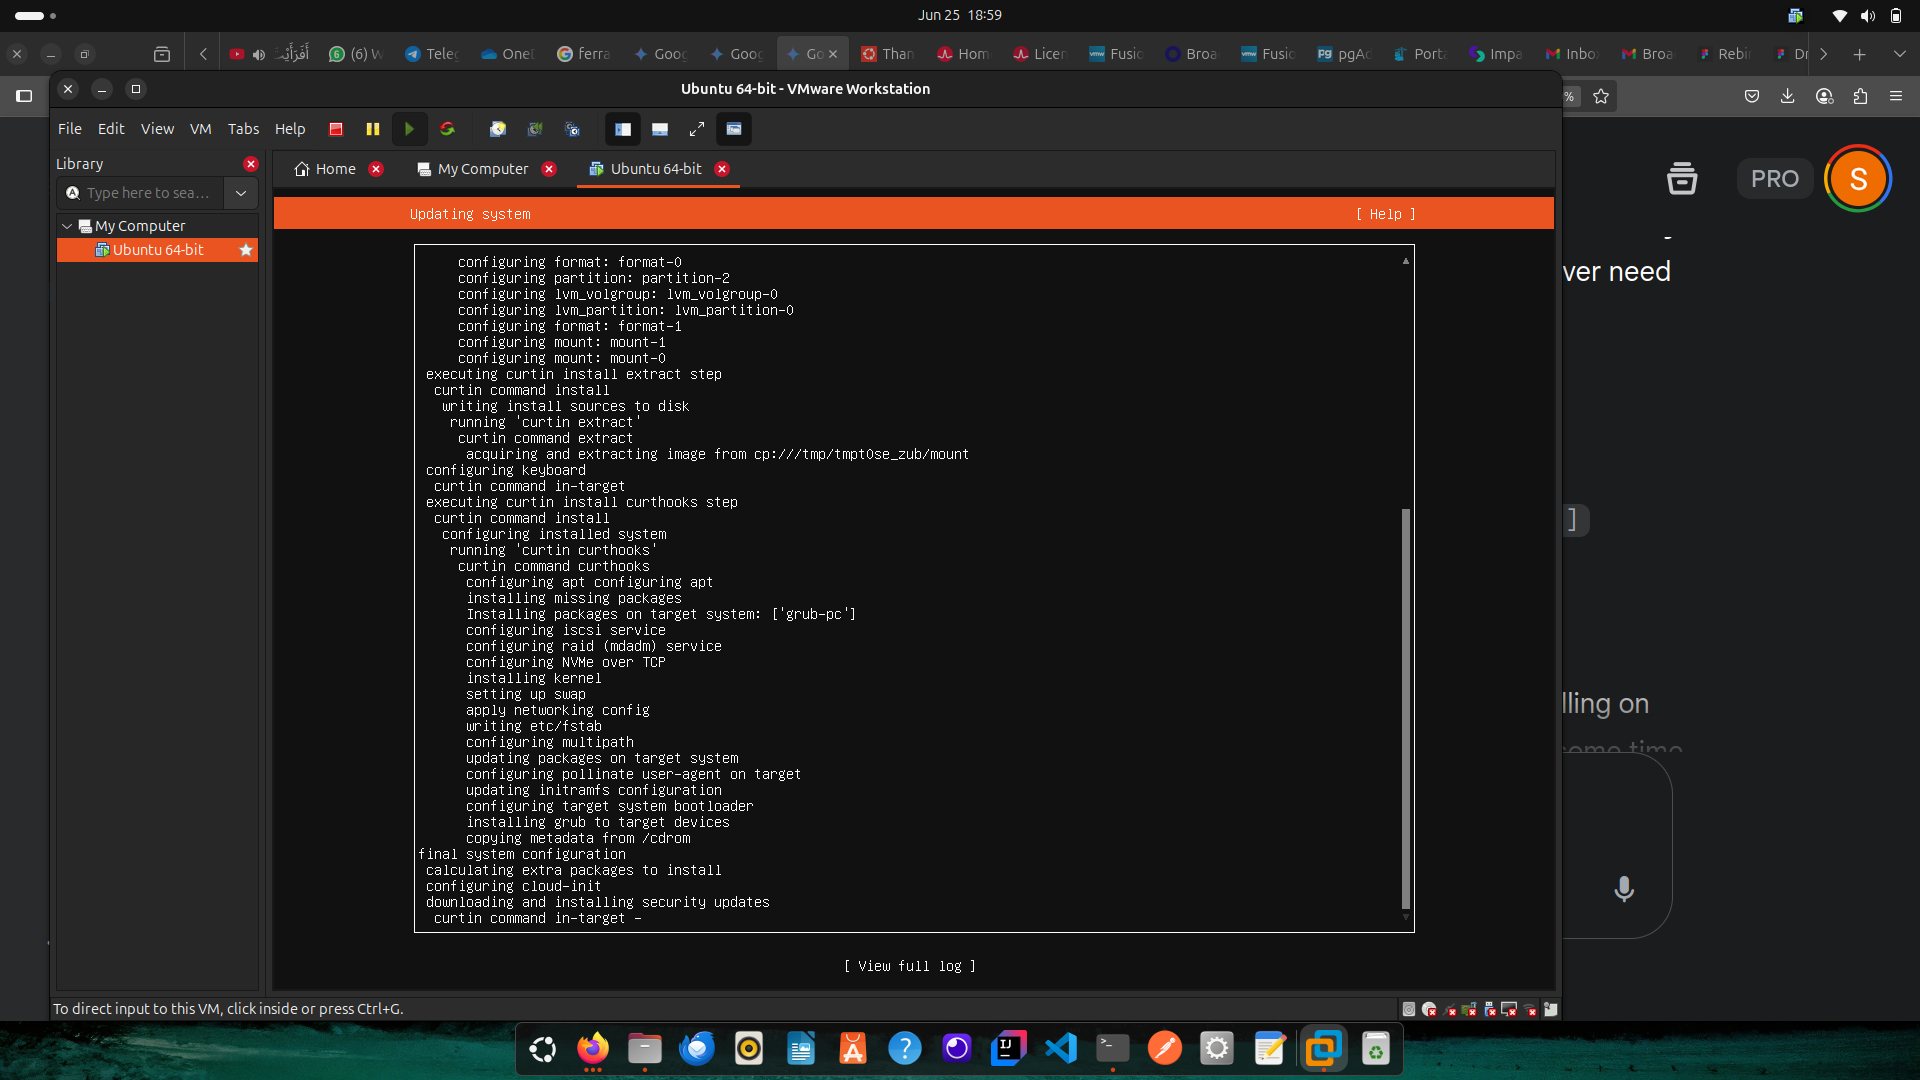 Jun 25 18:59
أَفَرَأَيْتَ
(6) W
Teleg
OneD
ferra
Goog
Goog
Go
Than
Hom
Licen
Fusio
Broa
Fusio
pgAd
Porta
Impa
Inbo
Broa
Rebi
Dr
Ubuntu 64-bit - VMware Workstation
%
File Edit View VM Tabs Help
Library
Home
My Computer
Ubuntu 64-bit
Type here to sea...
My Computer
Ubuntu 64-bit
PRO
S
Updating system
[ Help ]
configuring format: format-0
configuring partition: partition-2
configuring lvm_volgroup: lvm_volgroup-0
configuring lvm_partition: lvm_partition-0
configuring format: format-1
configuring mount: mount-1
configuring mount: mount-0
executing curtin install extract step
curtin command install
writing install sources to disk
running 'curtin extract'
curtin command extract
acquiring and extracting image from cp:///tmp/tmpt0se_zub/mount
configuring keyboard
curtin command in-target
executing curtin install curthooks step
curtin command install
configuring installed system
running 'curtin curthooks'
curtin command curthooks
configuring apt configuring apt
installing missing packages
Installing packages on target system: ['grub-pc']
configuring iscsi service
configuring raid (mdadm) service
configuring NVMe over TCP
installing kernel
setting up swap
apply networking config
writing etc/fstab
configuring multipath
updating packages on target system
configuring pollinate user-agent on target
updating initramfs configuration
configuring target system bootloader
installing grub to target devices
copying metadata from /cdrom
final system configuration
calculating extra packages to install
configuring cloud-init
downloading and installing security updates
curtin command in-target -
[ View full log ]
ver need
]
lling on
some time
To direct input to this VM, click inside or press Ctrl+G.